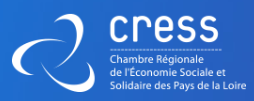 cress
Chambre Régionale
de l'Économie Sociale et
Solidaire des Pays de la Loire